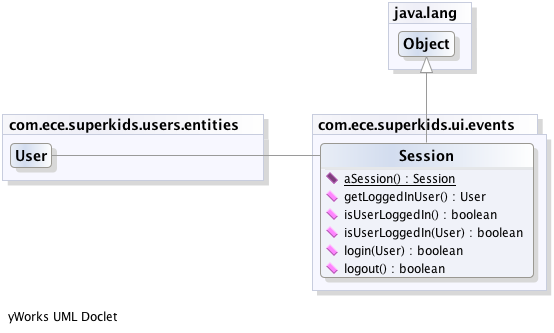 java.lang
Object
com.ece.superkids.users.entities
User
com.ece.superkids.ui.events
Session
aSession() : Session
getLoggedInUser() : User
isUserLoggedIn() : boolean
isUserLoggedIn(User) : boolean
login(User) : boolean
logout() : boolean
yWorks UML Doclet